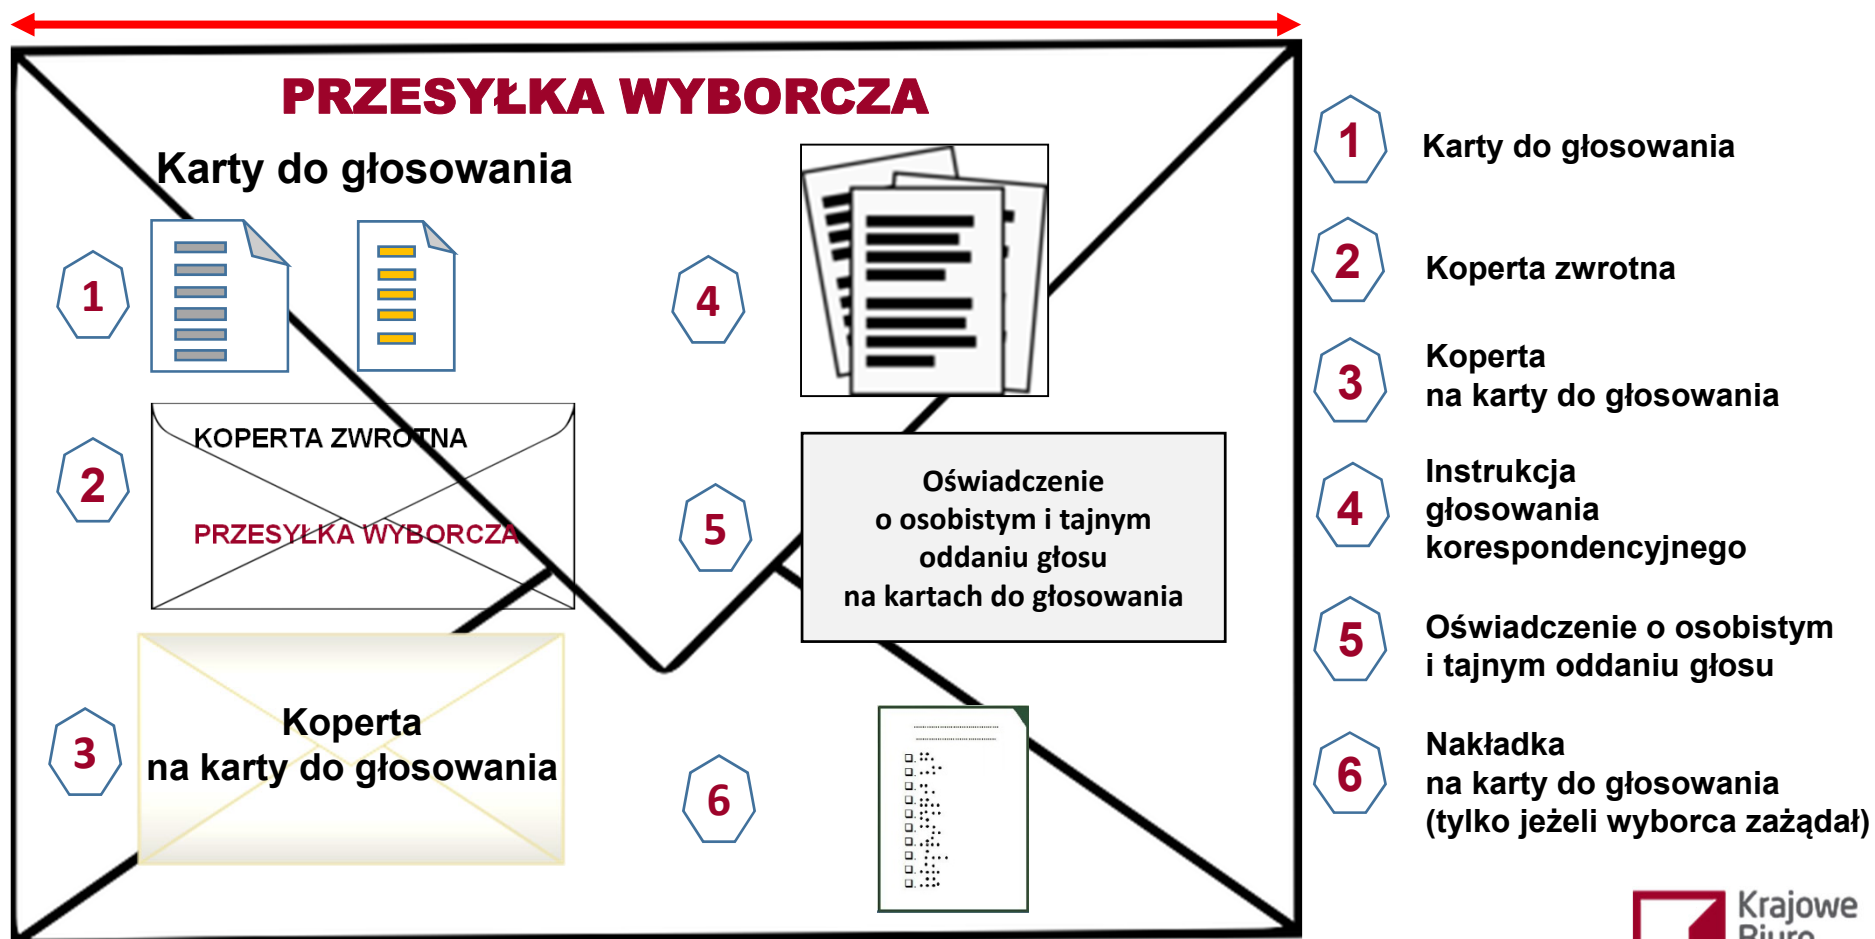 PRZESYŁKA WYBORCZA
Karty do głosowania
1
2
KOPERTA ZWROTNA
PRZESYŁKA WYBORCZA
3
Koperta
na karty do głosowania
4
5
Oświadczenie
o osobistym i tajnym
oddaniu głosu
na kartach do głosowania
6
1
Karty do głosowania
2
Koperta zwrotna
3
Koperta
na karty do głosowania
4
Instrukcja
głosowania
korespondencyjnego
5
Oświadczenie o osobistym
i tajnym oddaniu głosu
6
Nakładka
na karty do głosowania
(tylko jeżeli wyborca zażądał)
Krajowe
Biuro